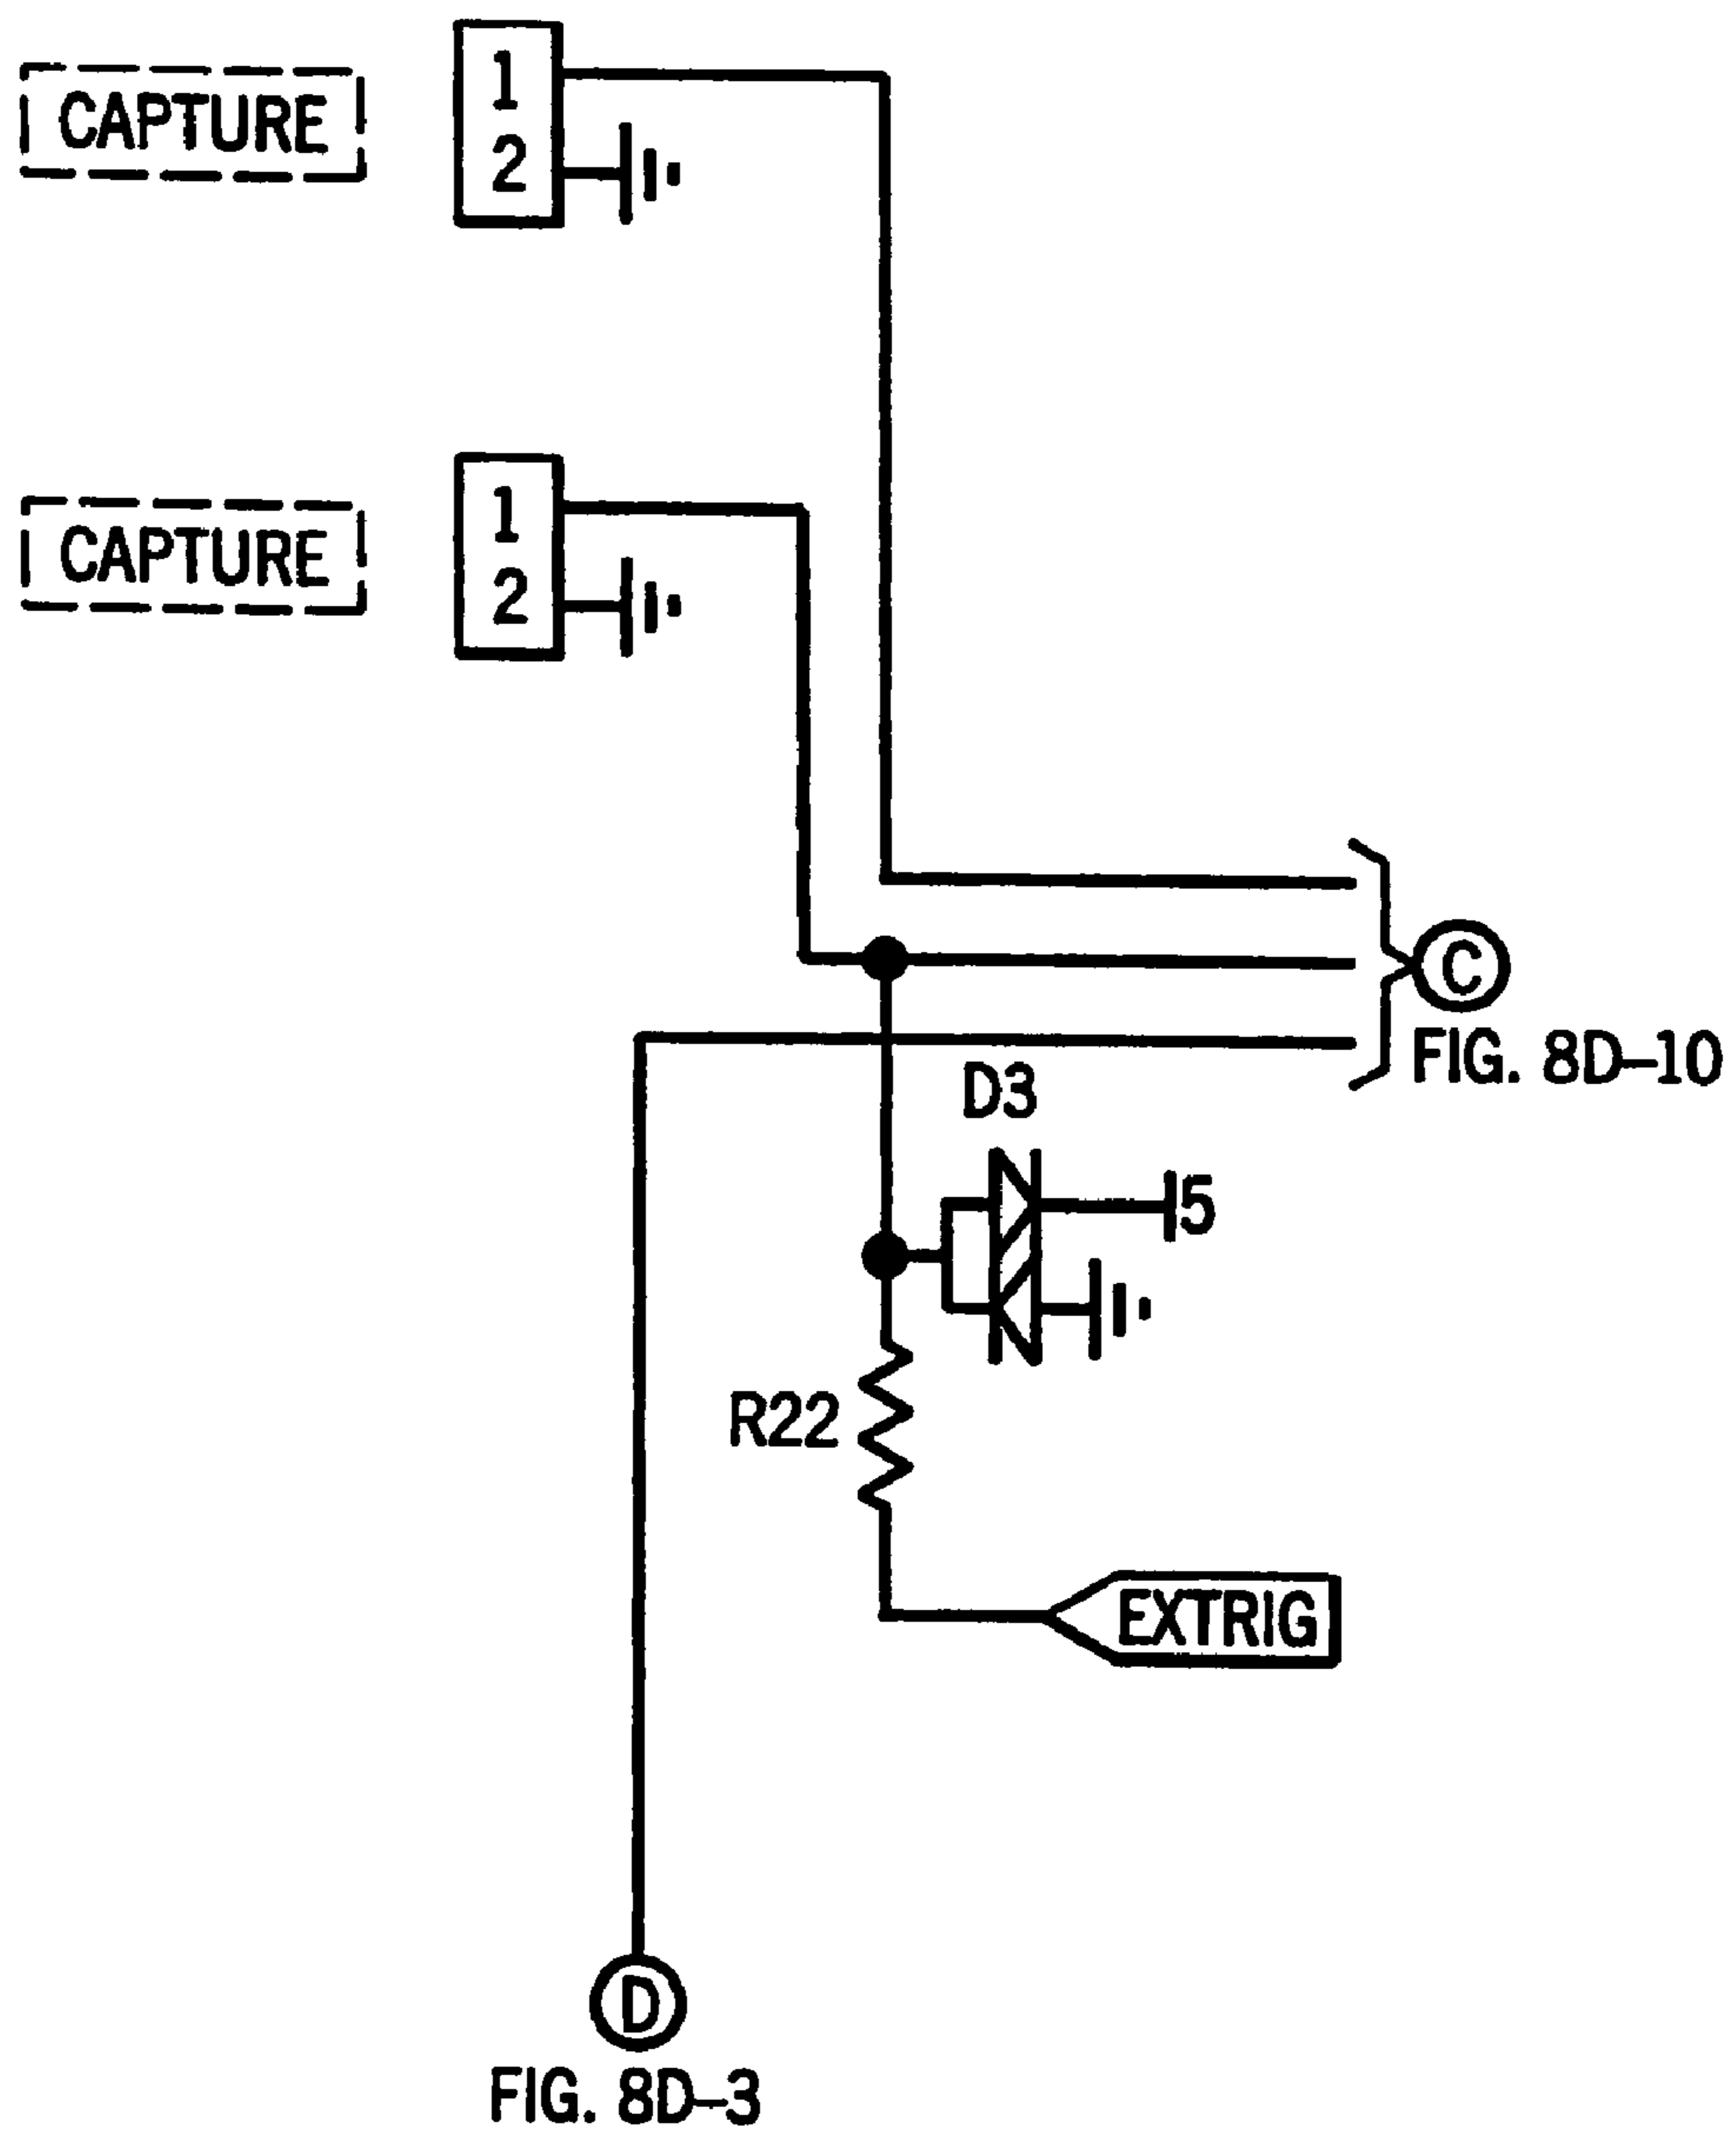 1
CAPTURE
2
1
CAPTURE
2
C
FIG. 8D-10
D3
5
R22
EXTRIG
D
FIG. 8D-3